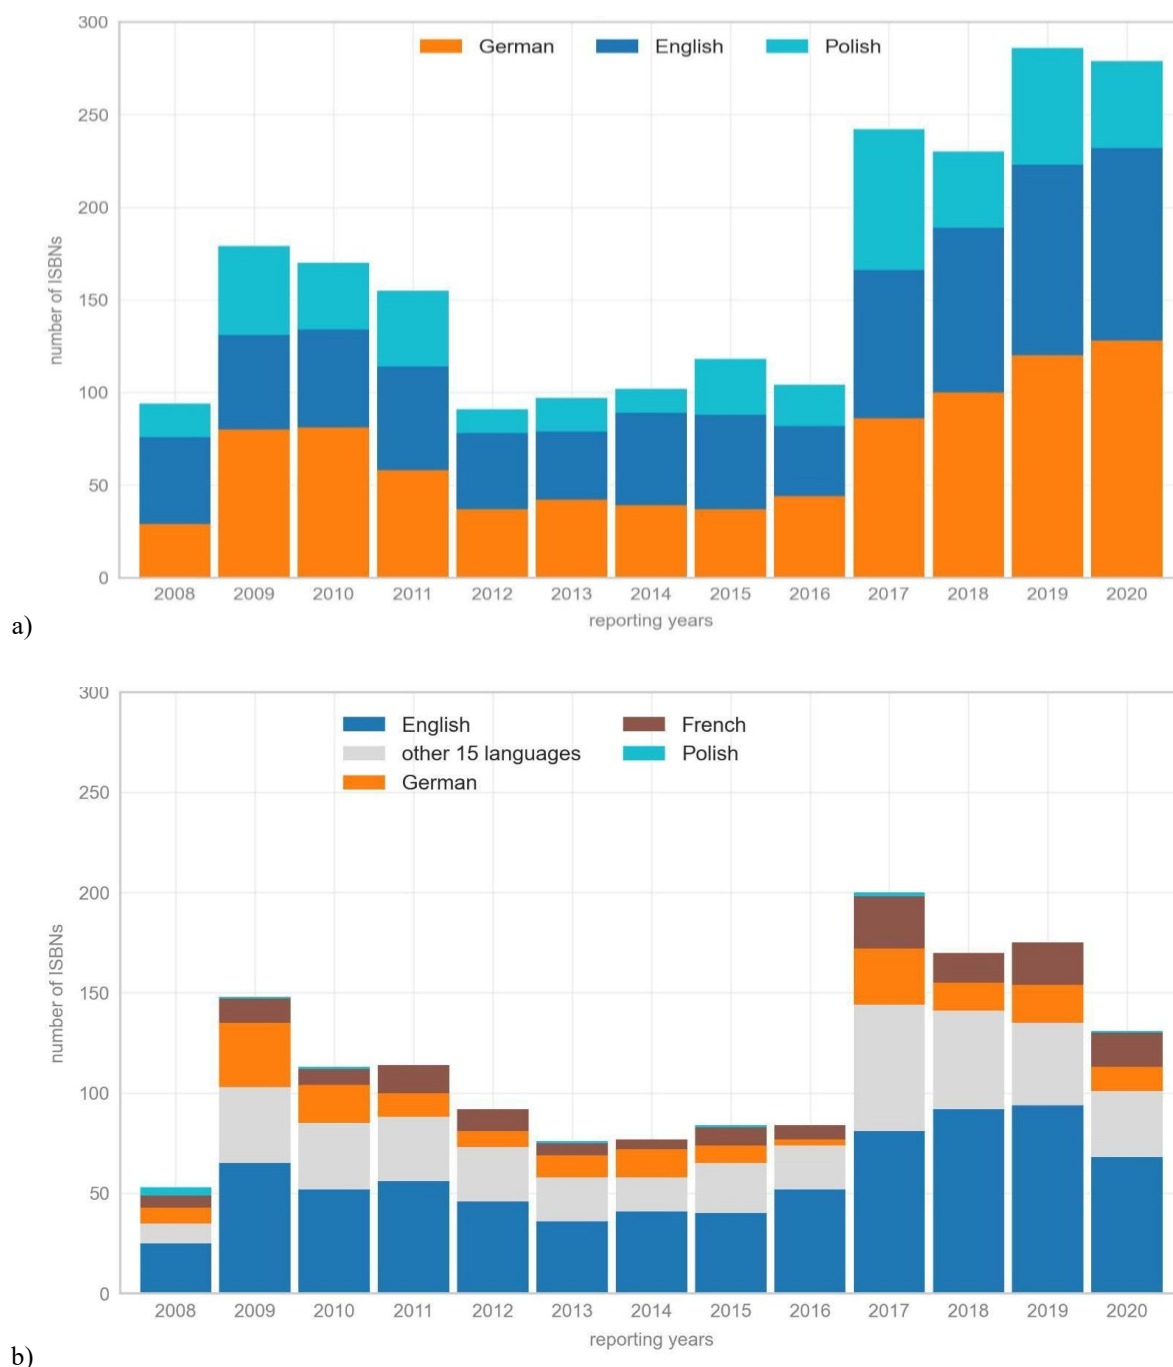 300
German English Polish
250
200
150
100
50
0
number of ISBNs
2008 2009 2010 2011 2012 2013 2014 2015 2016 2017 2018 2019 2020
reporting years
a)
300
English French
other 15 languages Polish
German
250
200
150
100
50
0
number of ISBNs
2008 2009 2010 2011 2012 2013 2014 2015 2016 2017 2018 2019 2020
reporting years
b)